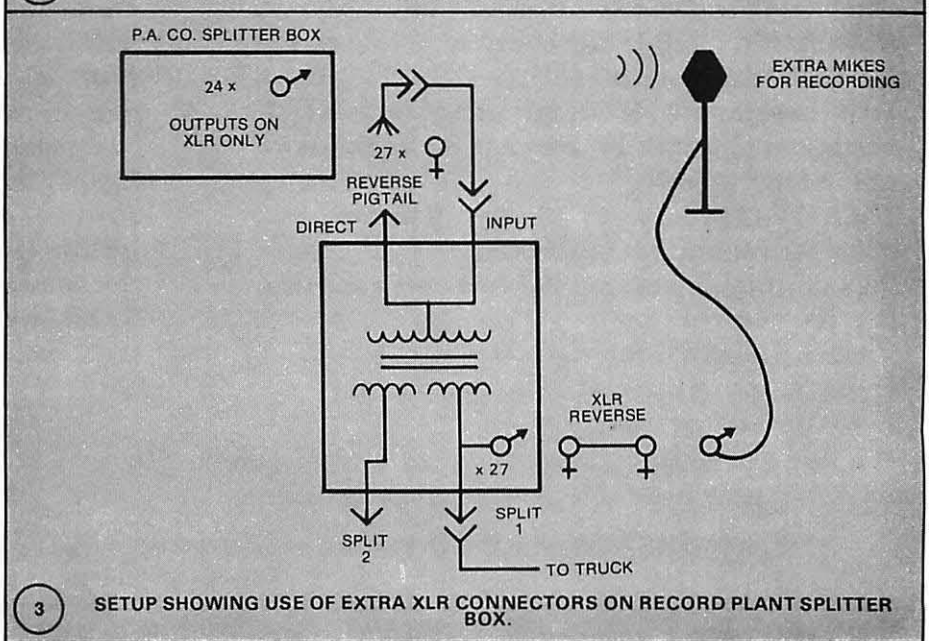 P.A. CO. SPLITTER BOX
24 x
OUTPUTS ON
XLR ONLY
27 x
REVERSE
PIGTAIL
DIRECT
INPUT
EXTRA MIKES
FOR RECORDING
XLR
REVERSE
x 27
SPLIT
2
SPLIT
1
TO TRUCK
3
SETUP SHOWING USE OF EXTRA XLR CONNECTORS ON RECORD PLANT SPLITTER
BOX.